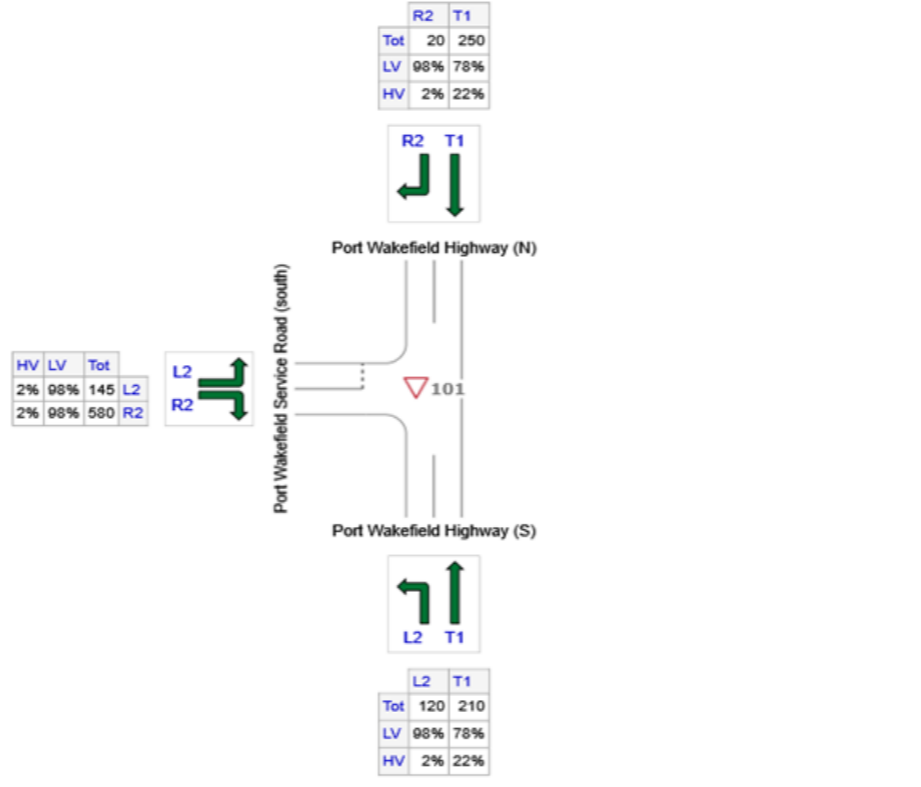 R2 T1
Tot 20 250
LV 98% 78%
HV 2% 22%
R2 T1
Port Wakefield Highway (N)
Port Wakefield Service Road (south)
HV LV Tot
2% 98% 145 L2
2% 98% 580 R2
L2
R2
101
Port Wakefield Highway (S)
L2 T1
L2 T1
Tot 120 210
LV 98% 78%
HV 2% 22%